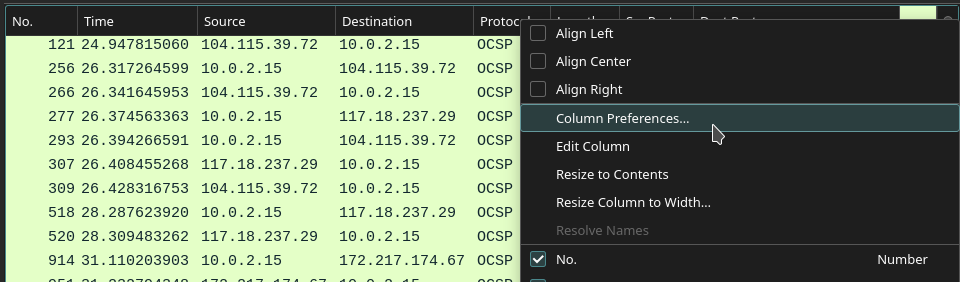 No. Time Source Destination Protocol
121 24.947815060 104.115.39.72 10.0.2.15 OCSP
256 26.317264599 10.0.2.15 104.115.39.72 OCSP
266 26.341645953 104.115.39.72 10.0.2.15 OCSP
277 26.374563363 10.0.2.15 117.18.237.29 OCSP
293 26.394266591 10.0.2.15 104.115.39.72 OCSP
307 26.408455268 117.18.237.29 10.0.2.15 OCSP
309 26.428316753 104.115.39.72 10.0.2.15 OCSP
518 28.287623920 10.0.2.15 117.18.237.29 OCSP
520 28.309483262 117.18.237.29 10.0.2.15 OCSP
914 31.110203903 10.0.2.15 172.217.174.67 OCSP
Align Left
Align Center
Align Right
Column Preferences...
Edit Column
Resize to Contents
Resize Column to Width...
Resolve Names
No. Number